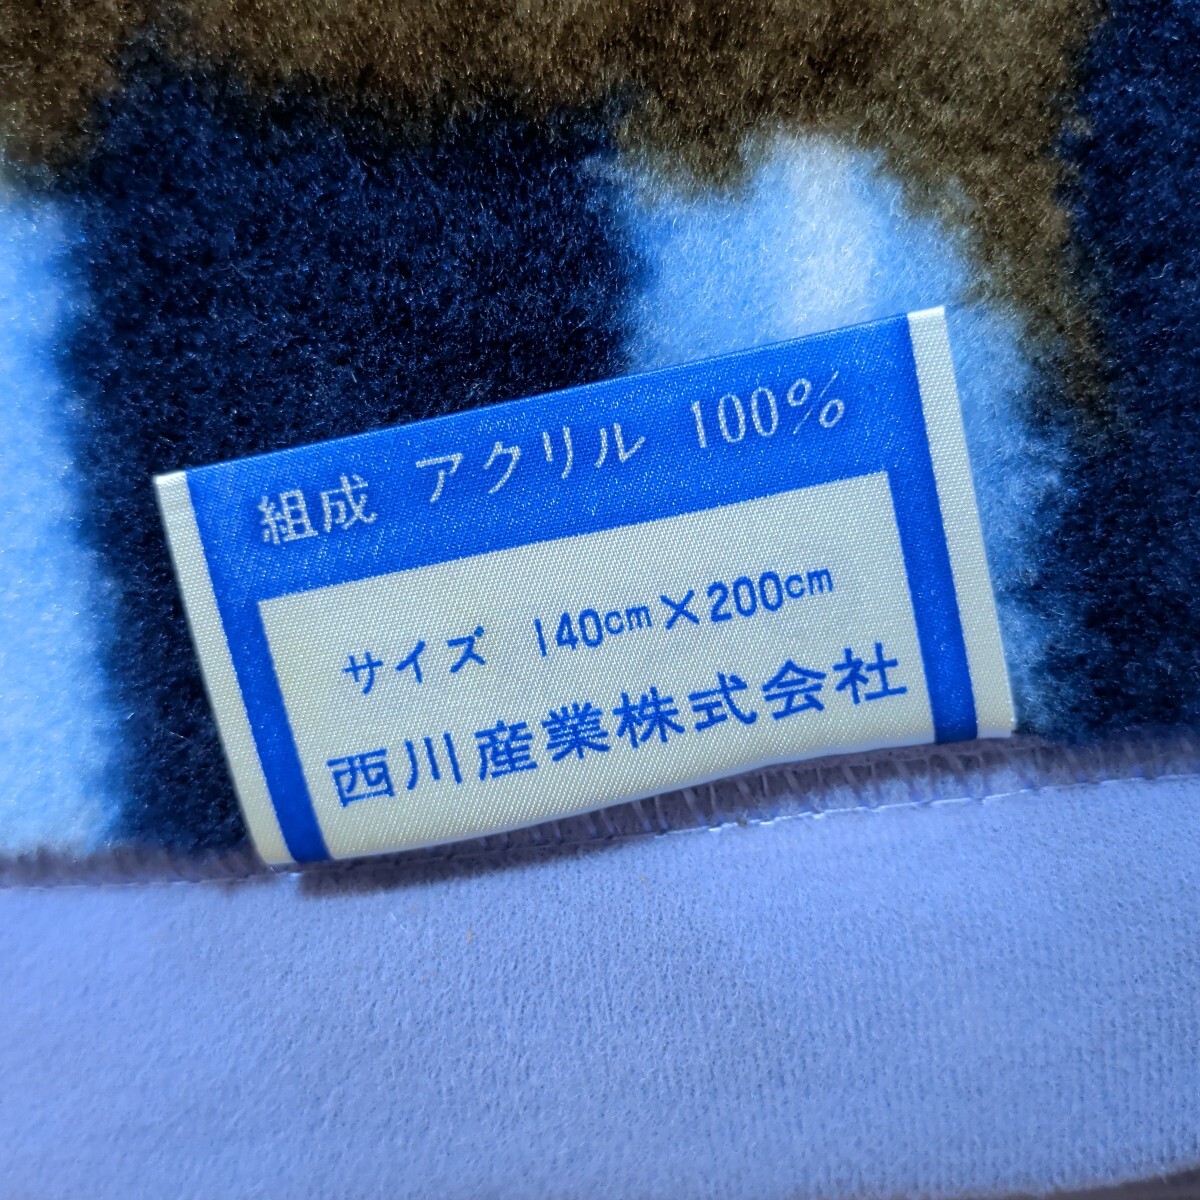 組成 アクリル 100%
サイズ 140cm×200cm
西川産業株式会社